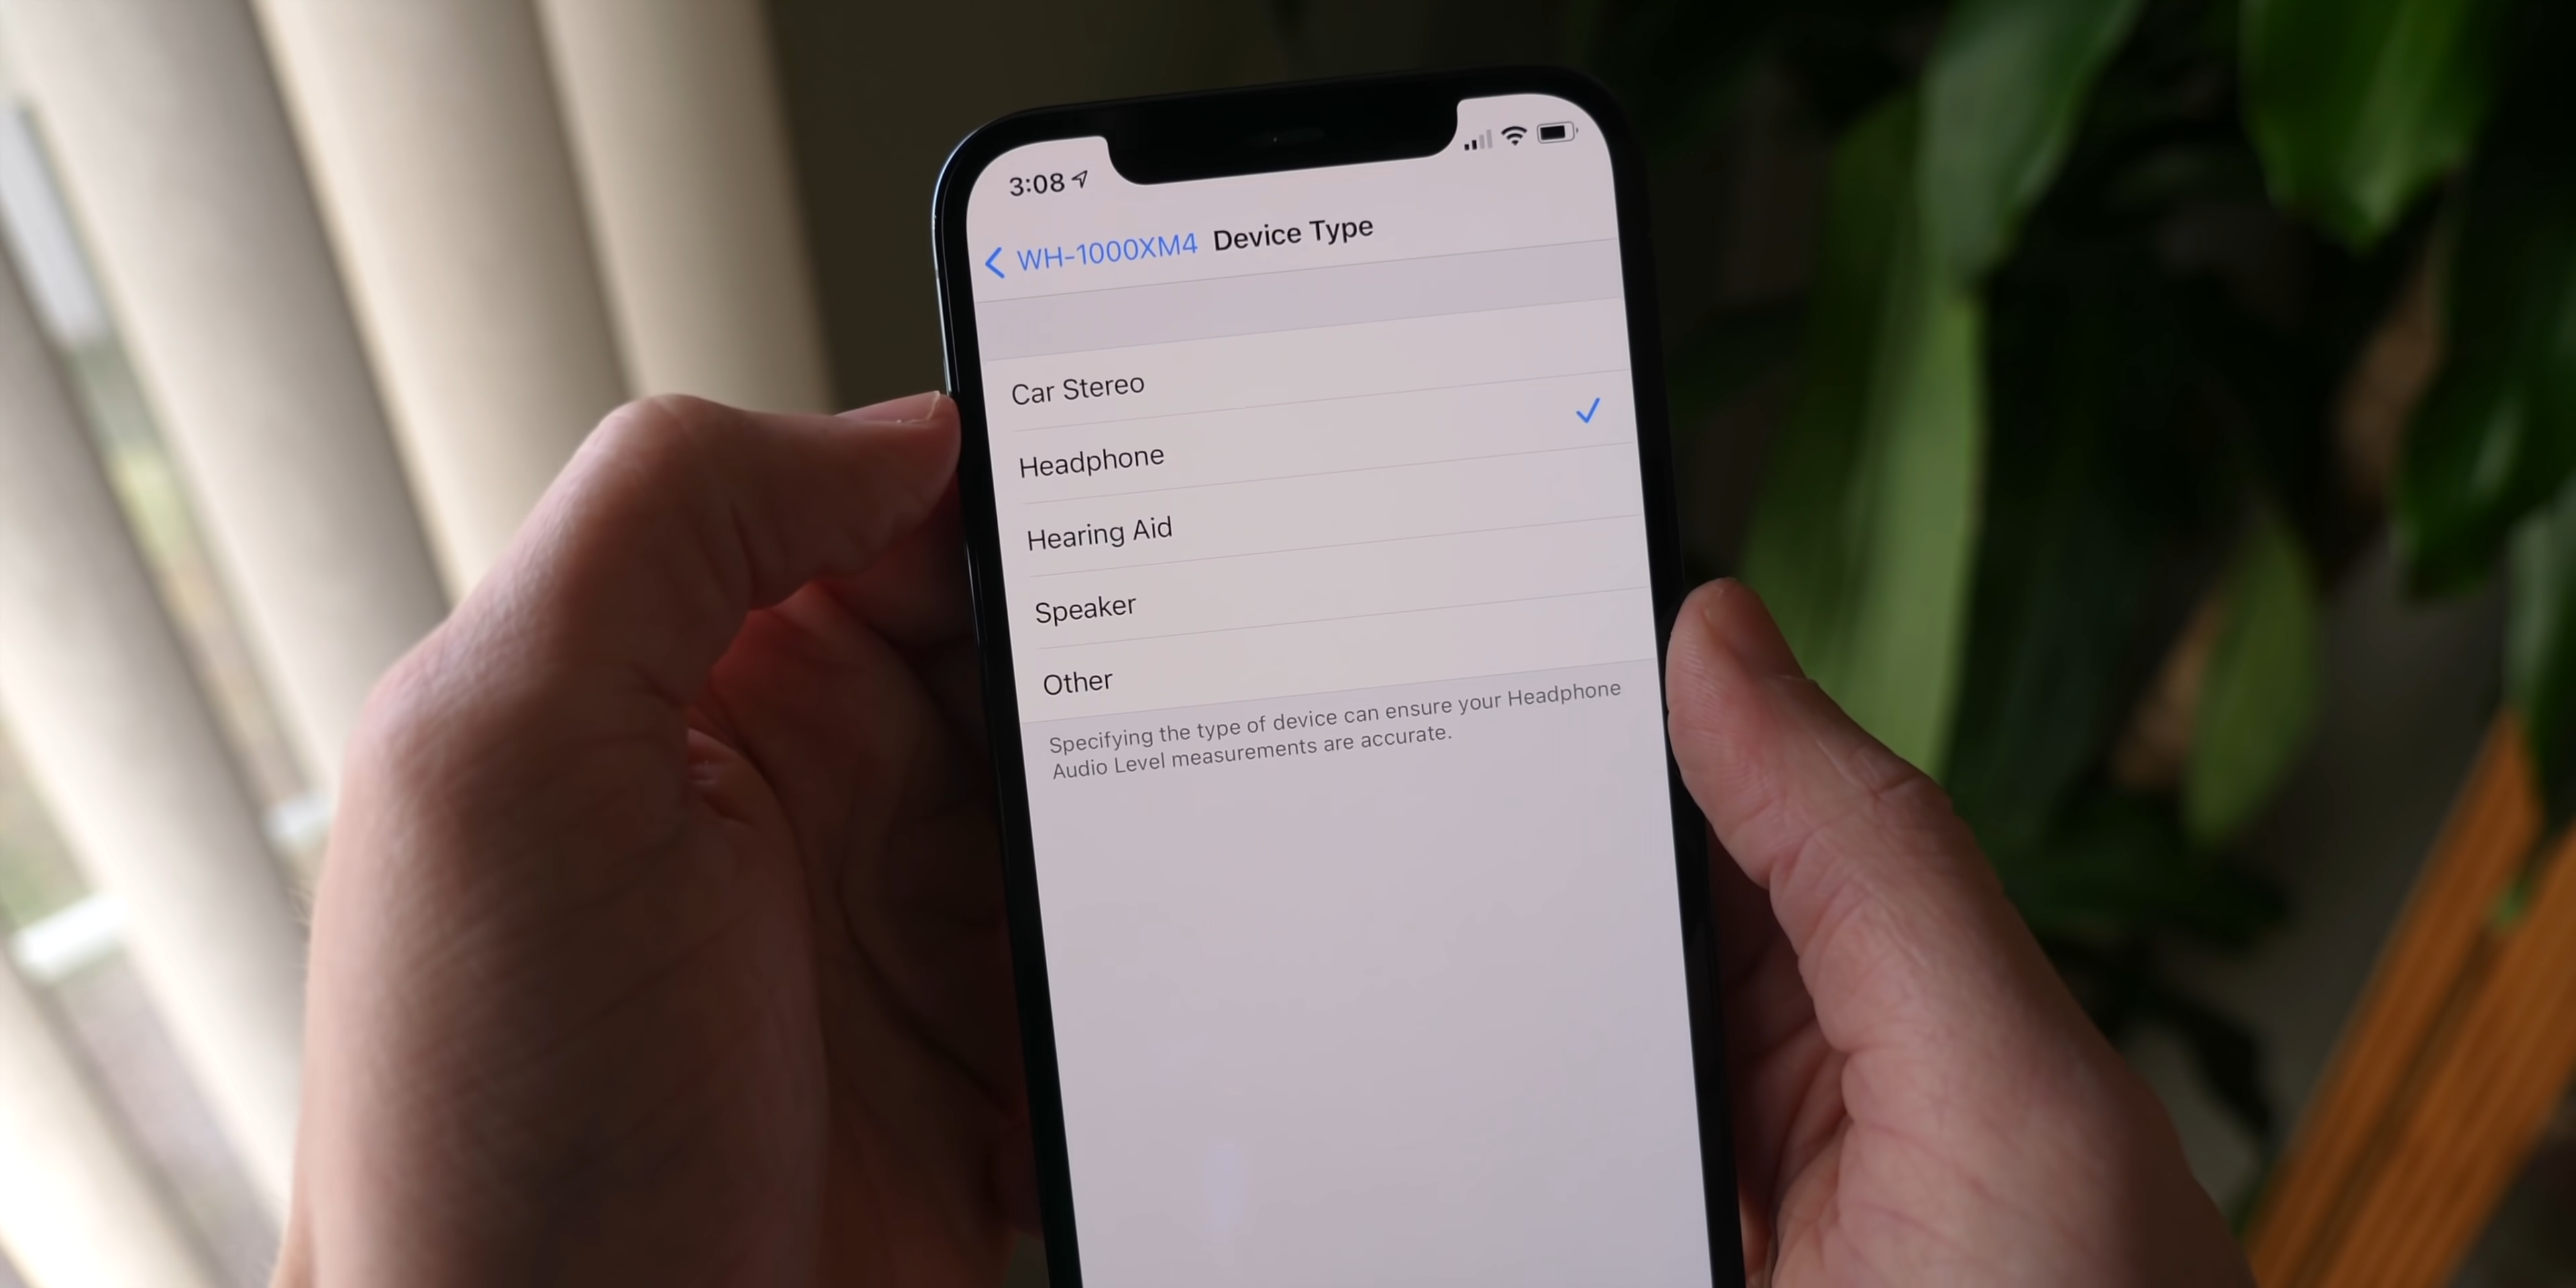 3:08
WH-1000XM4 Device Type
Car Stereo
Headphone
Hearing Aid
Speaker
Other
Specifying the type of device can ensure your Headphone
Audio Level measurements are accurate.